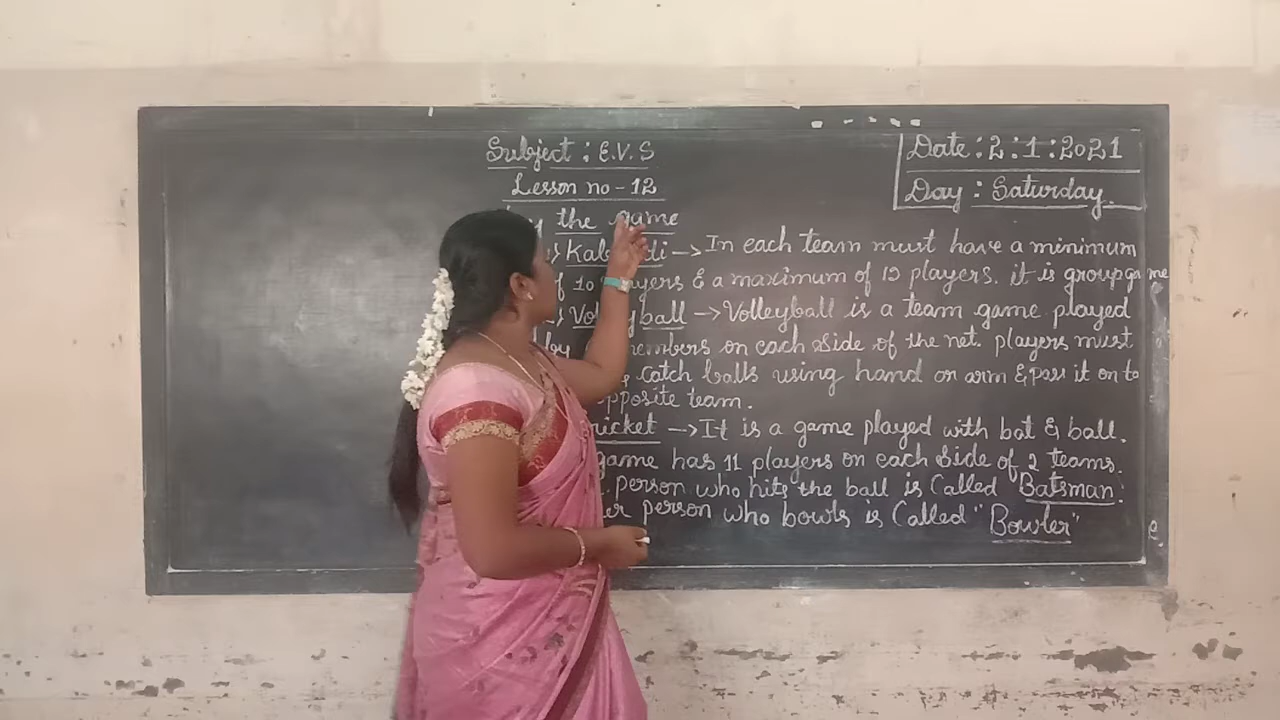 Subject : E.V.S
Date : 2 : 1 : 2021
Lesson no - 12
Day : Saturday.
the game
→ In each team must have a minimum
of 10 & a maximum of 12 players. it is group game
Volleyball → Volleyball is a team game played
by members on each side of the net. players must
catch balls using hand or arm & pass it on to
opposite team.
→ It is a game played with bat & ball.
game has 11 players on each side of 2 teams.
person who hits the ball is Called Batsman.
person who bowls is Called "Bowler"